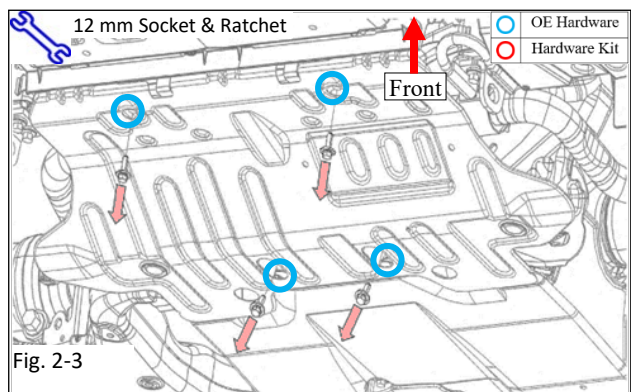 12 mm Socket & Ratchet
OE Hardware
Hardware Kit
Front
Fig. 2-3